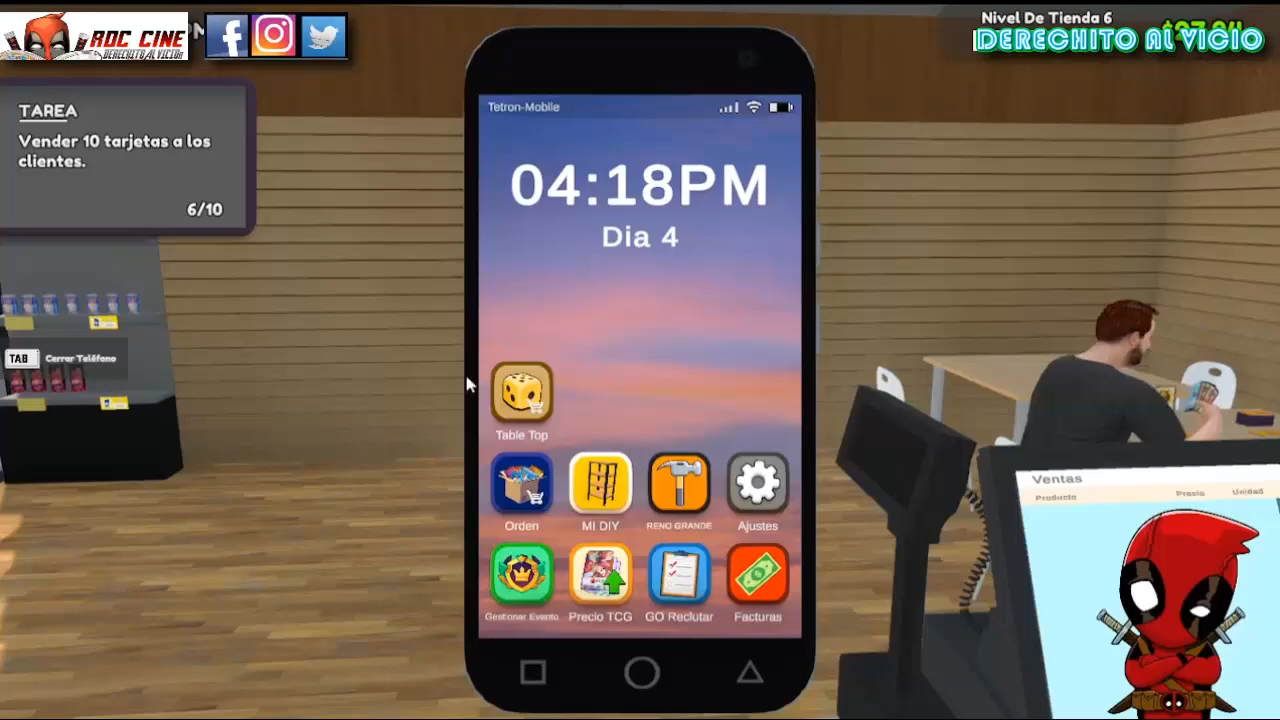 ROC CINE
DERECHITO AL VICIO
Nivel De Tienda 6
DERECHITO AL VICIO
TAREA
Vender 10 tarjetas a los
clientes.
6/10
TAB Cerrar Teléfono
Tetron-Mobile
04:18PM
Dia 4
Table Top
Orden
MI DIY
RENO GRANDE
Ajustes
Gestionar Evento
Precio TCG
GO Reclutar
Facturas
Ventas
Producto Precio Unidad